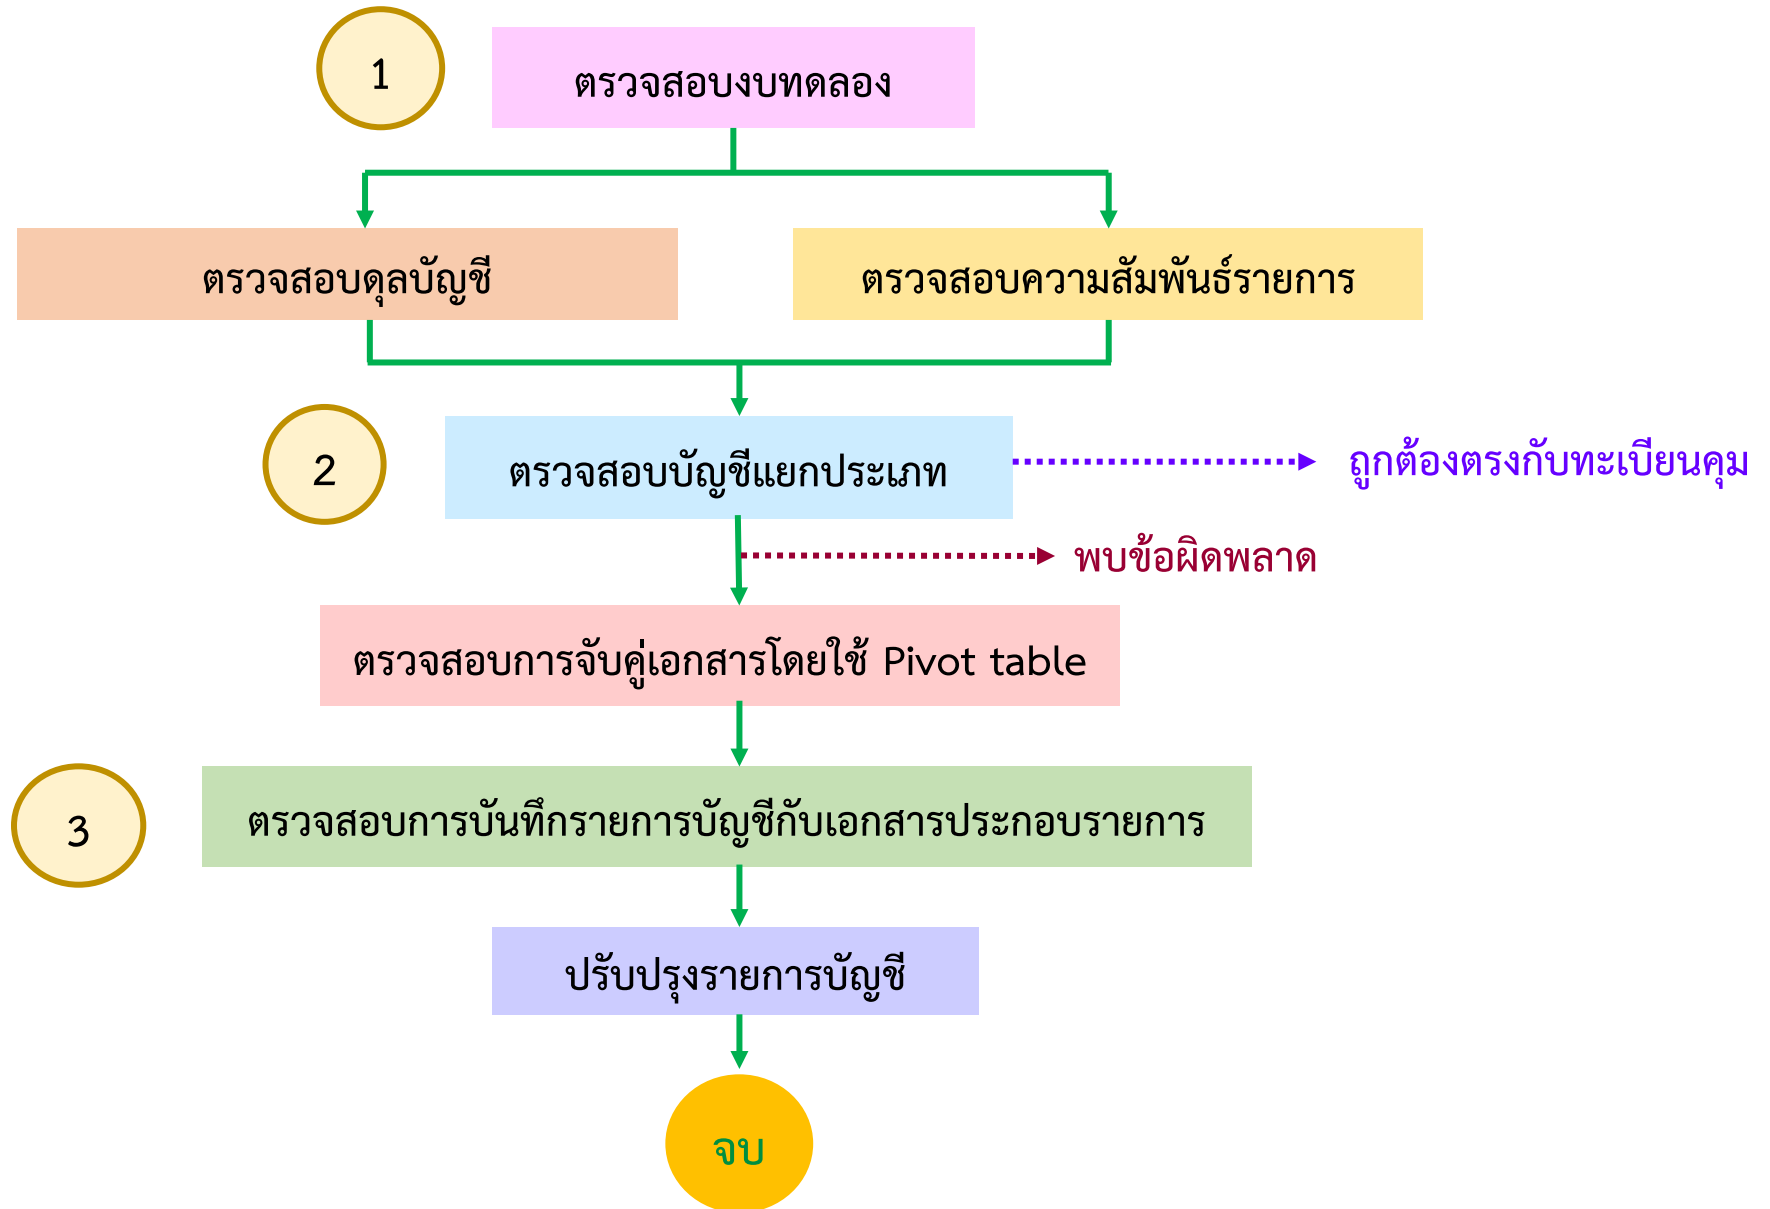 1
ตรวจสอบงบทดลอง
ตรวจสอบดุลบัญชี
ตรวจสอบความสัมพันธ์รายการ
2
ตรวจสอบบัญชีแยกประเภท
ถูกต้องตรงกับทะเบียนคุม
พบข้อผิดพลาด
ตรวจสอบการจับคู่เอกสารโดยใช้ Pivot table
3
ตรวจสอบการบันทึกรายการบัญชีกับเอกสารประกอบรายการ
ปรับปรุงรายการบัญชี
จบ